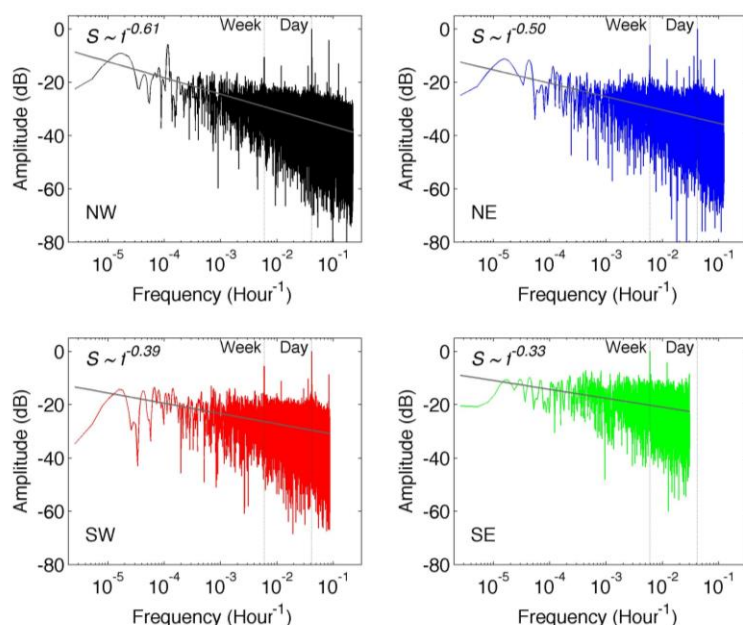 S ~ f^-0.61 Week Day
0
-20
-40
-60
-80
Amplitude (dB)
NW
10^-5 10^-4 10^-3 10^-2 10^-1
Frequency (Hour^-1)
S ~ f^-0.50 Week Day
0
-20
-40
-60
-80
Amplitude (dB)
NE
10^-5 10^-4 10^-3 10^-2 10^-1
Frequency (Hour^-1)
S ~ f^-0.39 Week Day
0
-20
-40
-60
-80
Amplitude (dB)
SW
10^-5 10^-4 10^-3 10^-2 10^-1
Frequency (Hour^-1)
S ~ f^-0.33 Week Day
0
-20
-40
-60
-80
Amplitude (dB)
SE
10^-5 10^-4 10^-3 10^-2 10^-1
Frequency (Hour^-1)